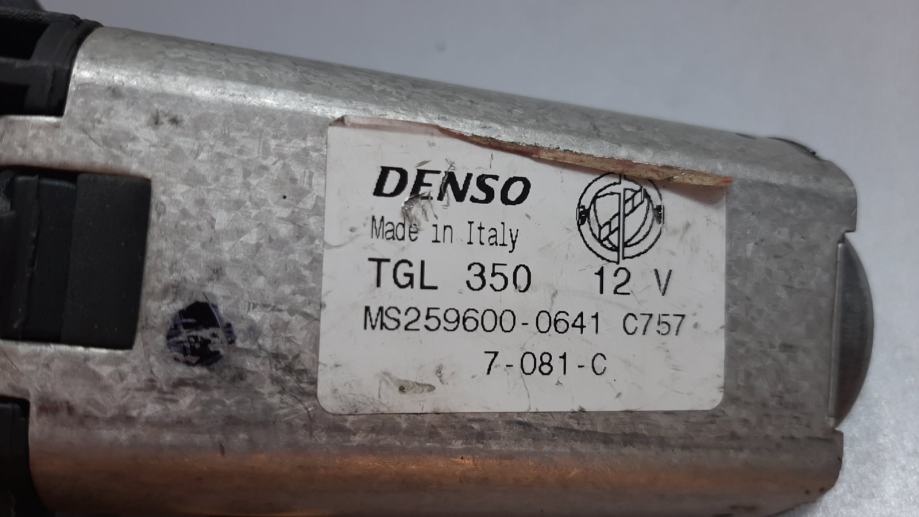 DENSO
Made in Italy
TGL 350 12 V
MS259600-0641 C757
7-081-C